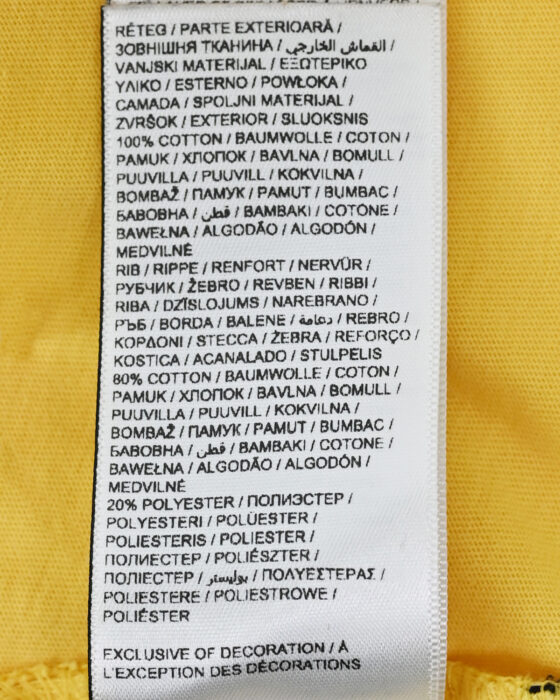 RÉTEG / PARTE EXTERIOARĂ /
ЗОВНІШНЯ ТКАНИНА / القماش الخارجي /
VANJSKI MATERIJAL / ΕΞΩΤΕΡΙΚΟ
ΥΛΙΚΟ / ESTERNO / POWŁOKA /
CAMADA / SPOLJNI MATERIJAL /
ZVRŠOK / EXTERIOR / SLUOKSNIS
100% COTTON / BAUMWOLLE / COTON /
PAMUK / ХЛОПОК / BAVLNA / BOMULL /
PUUVILLA / PUUVILL / KOKVILNA /
BOMBAŽ / ПАМУК / PAMUT / BUMBAC /
БАВОВНА / قطن / BAMBAKI / COTONE /
BAWEŁNA / ALGODÃO / ALGODÓN /
MEDVILNĖ
RIB / RIPPE / RENFORT / NERVÜR /
РУБЧИК / ŽEBRO / REVBEN / RIBBI /
RIBA / DZĪSLOJUMS / NAREBRANO /
РЪБ / BORDA / BALENE / دعامة / REBRO /
ΚΟΡΔΟΝΙ / STECCA / ŻEBRA / REFORÇO /
KOSTICA / ACANALADO / STULPELIS
80% COTTON / BAUMWOLLE / COTON /
PAMUK / ХЛОПОК / BAVLNA / BOMULL /
PUUVILLA / PUUVILL / KOKVILNA /
BOMBAŽ / ПАМУК / PAMUT / BUMBAC /
БАВОВНА / قطن / BAMBAKI / COTONE /
BAWEŁNA / ALGODÃO / ALGODÓN /
MEDVILNĖ
20% POLYESTER / ПОЛИЭСТЕР /
POLYESTERI / POLÜESTER /
POLIESTERIS / POLIESTER /
ПОЛИЕСТЕР / POLIÉSZTER /
ПОЛІЕСТЕР / بوليستر / ΠΟΛΥΕΣΤΕΡΑΣ /
POLIESTERE / POLIESTROWE /
POLIÉSTER
EXCLUSIVE OF DECORATION / À
L'EXCEPTION DES DÉCORATIONS